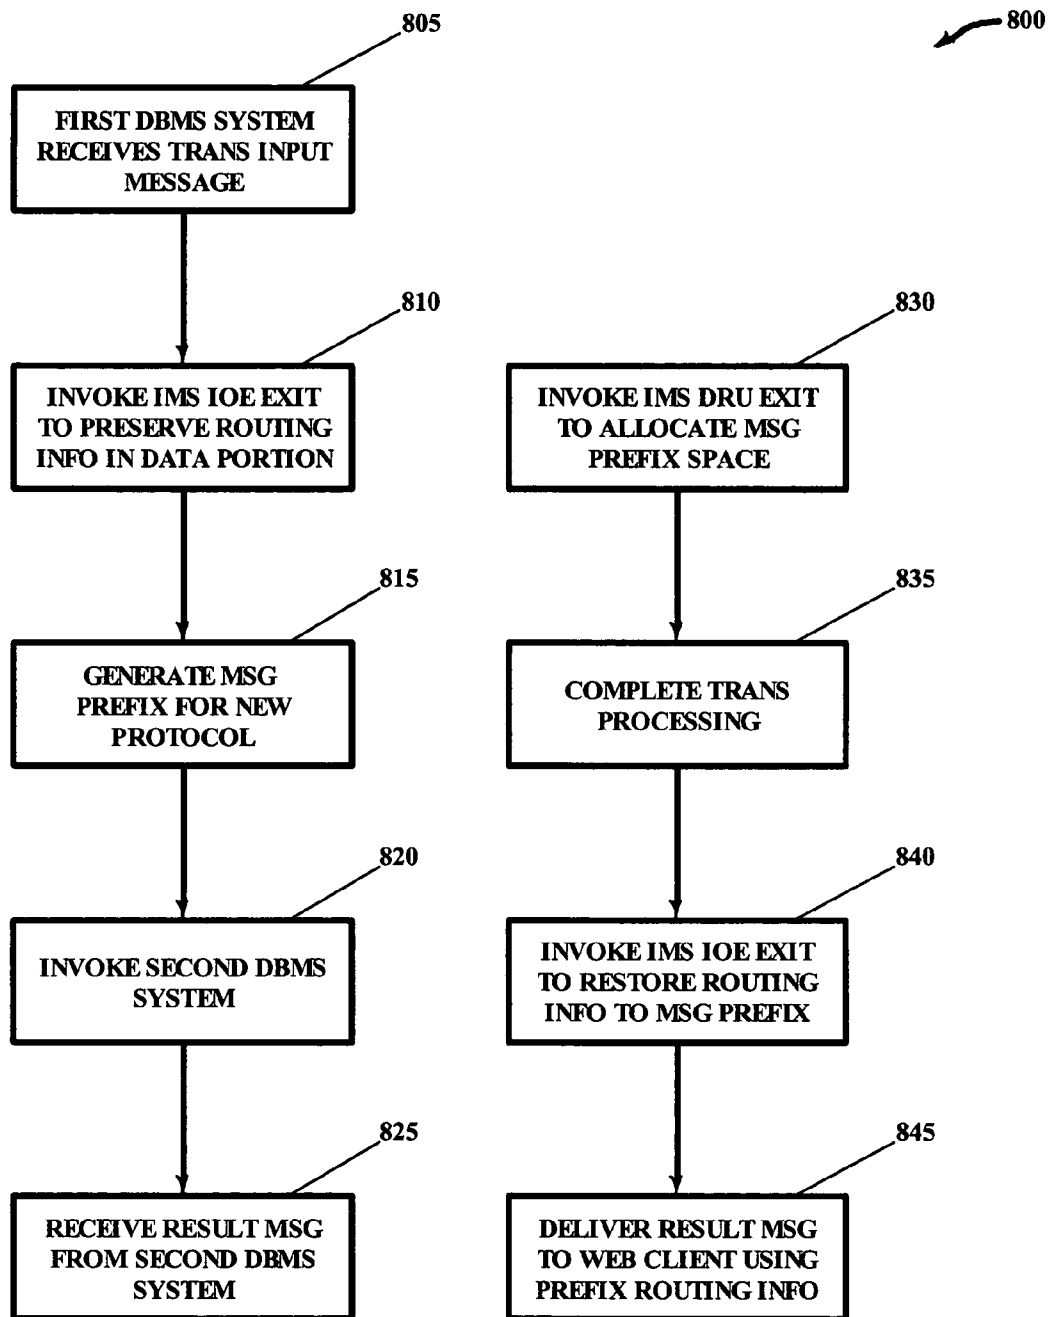 800
805
FIRST DBMS SYSTEM
RECEIVES TRANS INPUT
MESSAGE
810
INVOKE IMS IOE EXIT
TO PRESERVE ROUTING
INFO IN DATA PORTION
815
GENERATE MSG
PREFIX FOR NEW
PROTOCOL
820
INVOKE SECOND DBMS
SYSTEM
825
RECEIVE RESULT MSG
FROM SECOND DBMS
SYSTEM
830
INVOKE IMS DRU EXIT
TO ALLOCATE MSG
PREFIX SPACE
835
COMPLETE TRANS
PROCESSING
840
INVOKE IMS IOE EXIT
TO RESTORE ROUTING
INFO TO MSG PREFIX
845
DELIVER RESULT MSG
TO WEB CLIENT USING
PREFIX ROUTING INFO